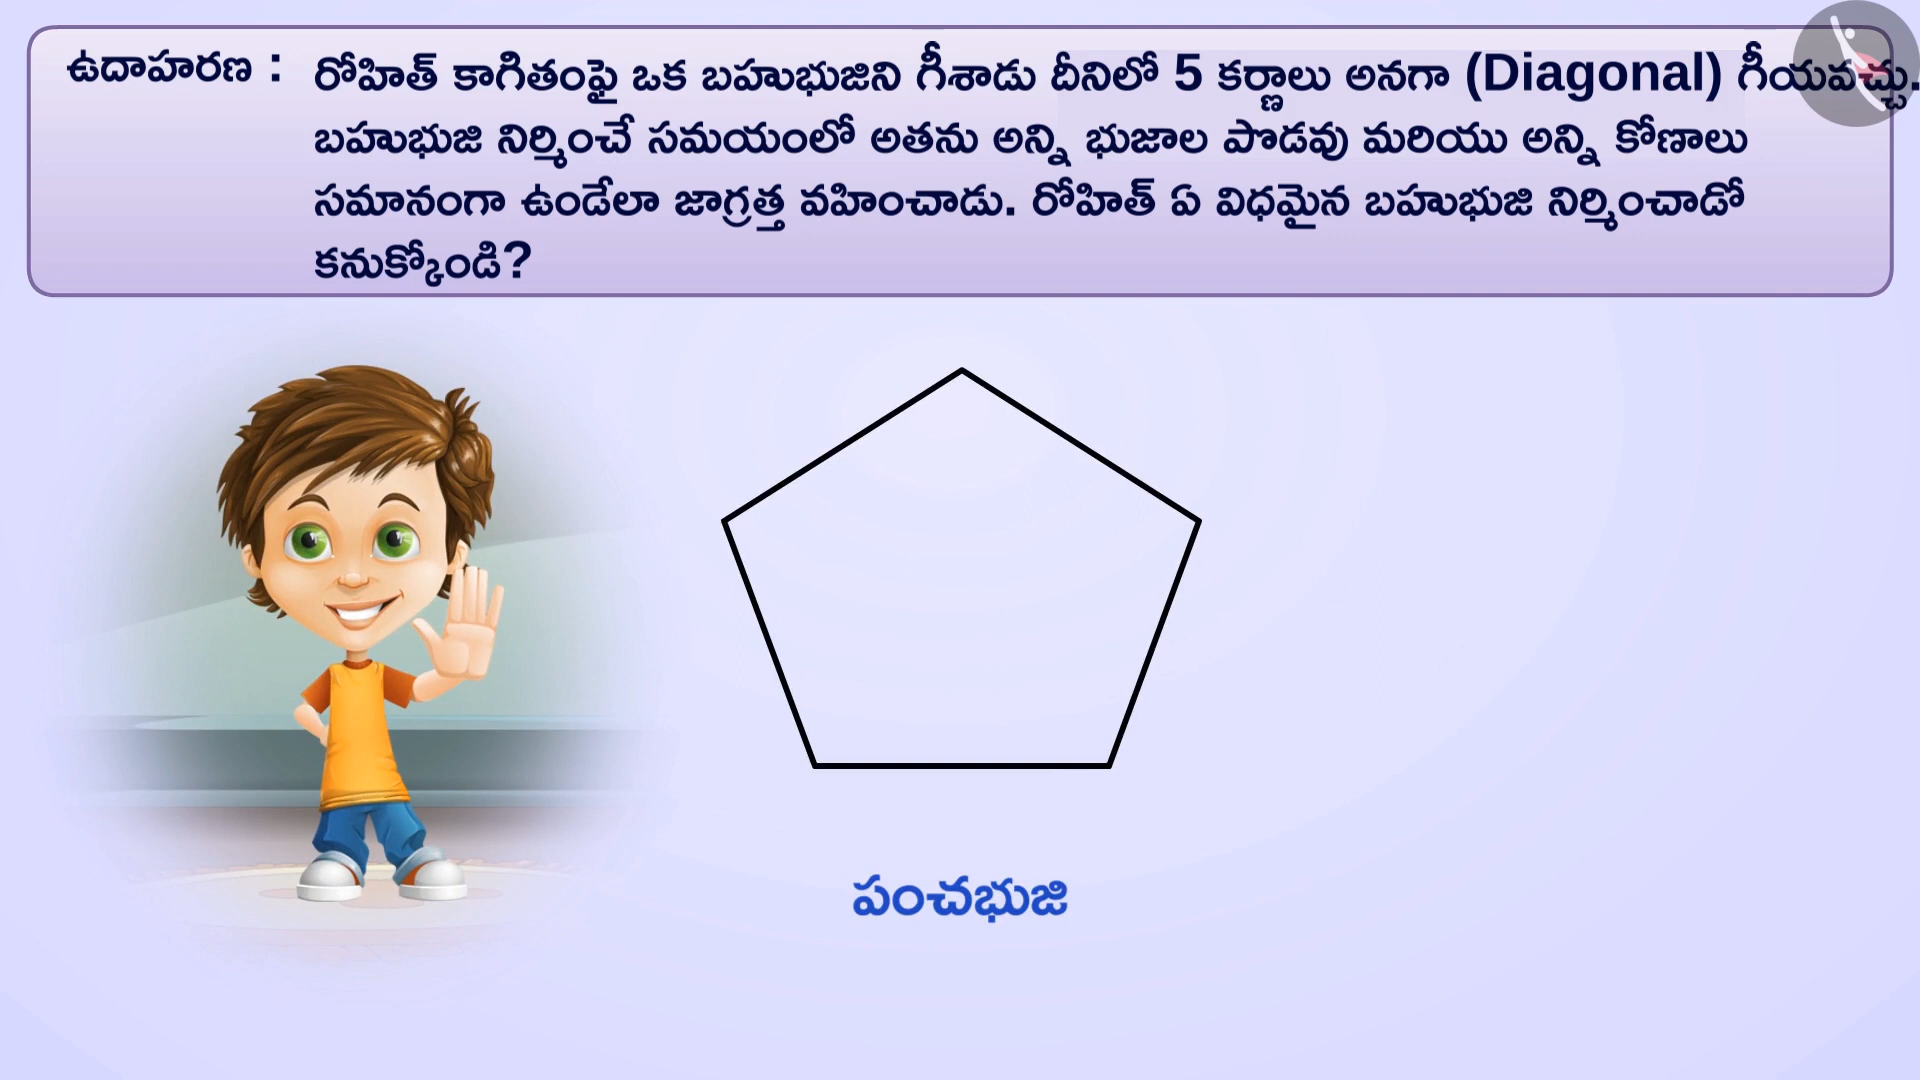 ఉదాహరణ : రోహిత్ కాగితంపై ఒక బహుభుజిని గీశాడు దీనిలో 5 కర్ణాలు అనగా (Diagonal) గీయవచ్చు.
బహుభుజి నిర్మించే సమయంలో అతను అన్ని భుజాల పొడవు మరియు అన్ని కోణాలు
సమానంగా ఉండేలా జాగ్రత్త వహించాడు. రోహిత్ ఏ విధమైన బహుభుజి నిర్మించాడో
కనుక్కోండి?
పంచభుజి